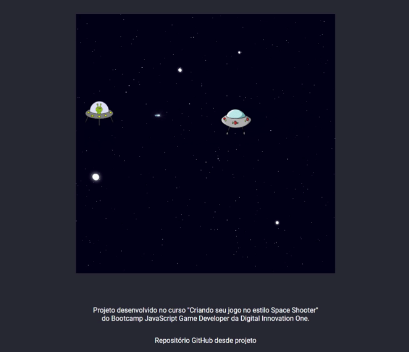 Projeto desenvolvido no curso "Criando seu jogo no estilo Space Shooter"
do Bootcamp JavaScript Game Developer da Digital Innovation One.
Repositório GitHub desde projeto